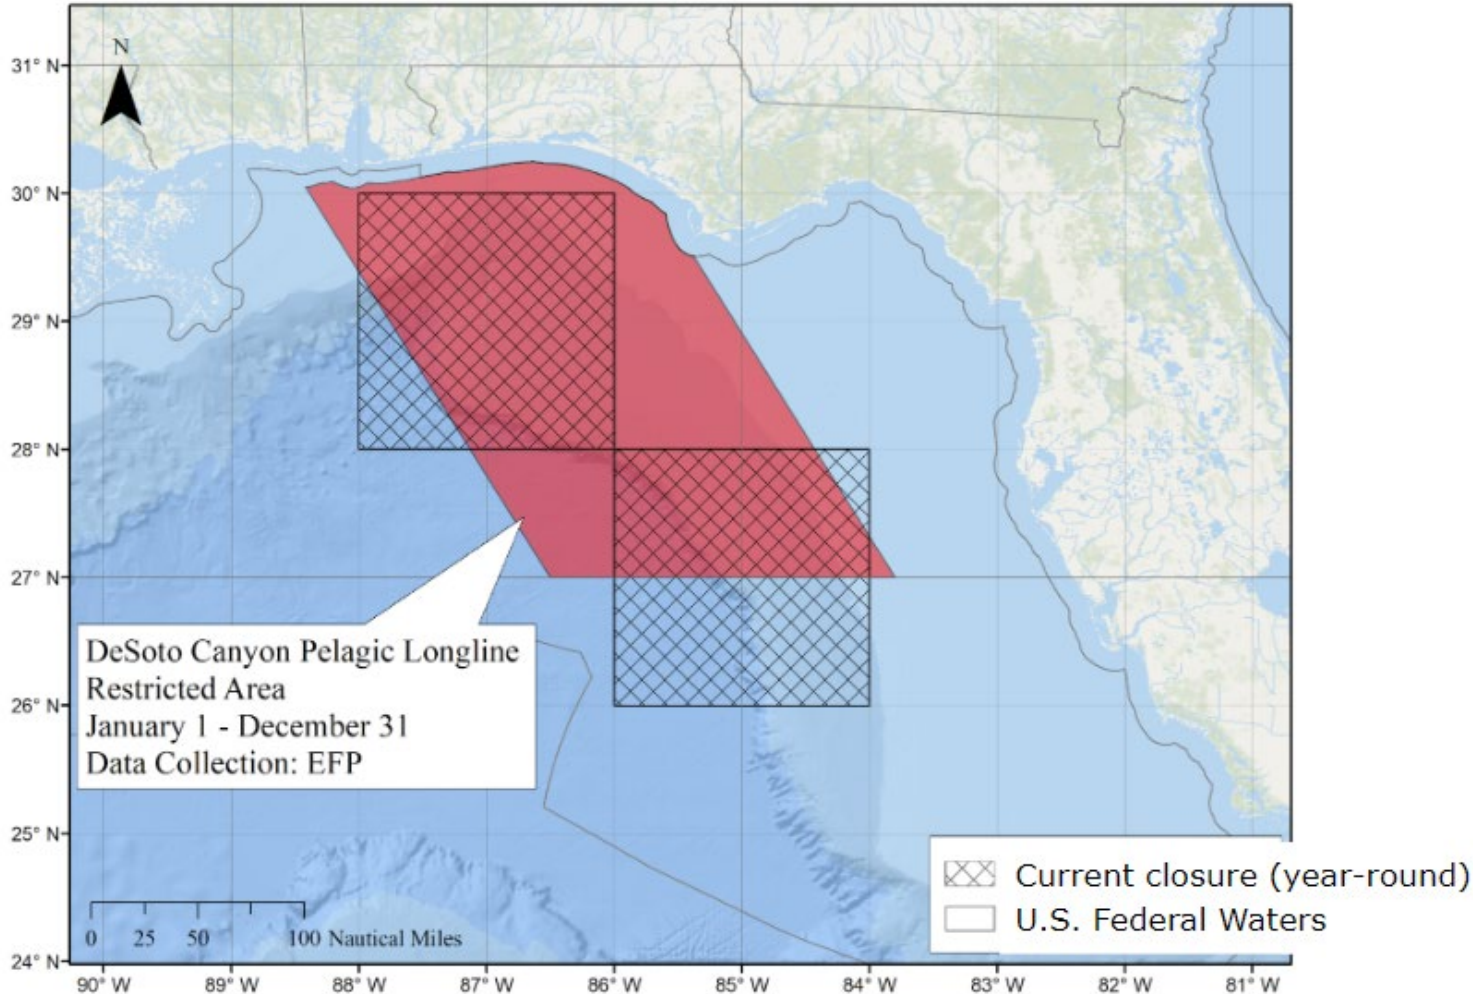 N
31° N
30° N
29° N
28° N
27° N
26° N
25° N
24° N
DeSoto Canyon Pelagic Longline
Restricted Area
January 1 - December 31
Data Collection: EFP
Current closure (year-round)
U.S. Federal Waters
0 25 50 100 Nautical Miles
90° W 89° W 88° W 87° W 86° W 85° W 84° W 83° W 82° W 81° W